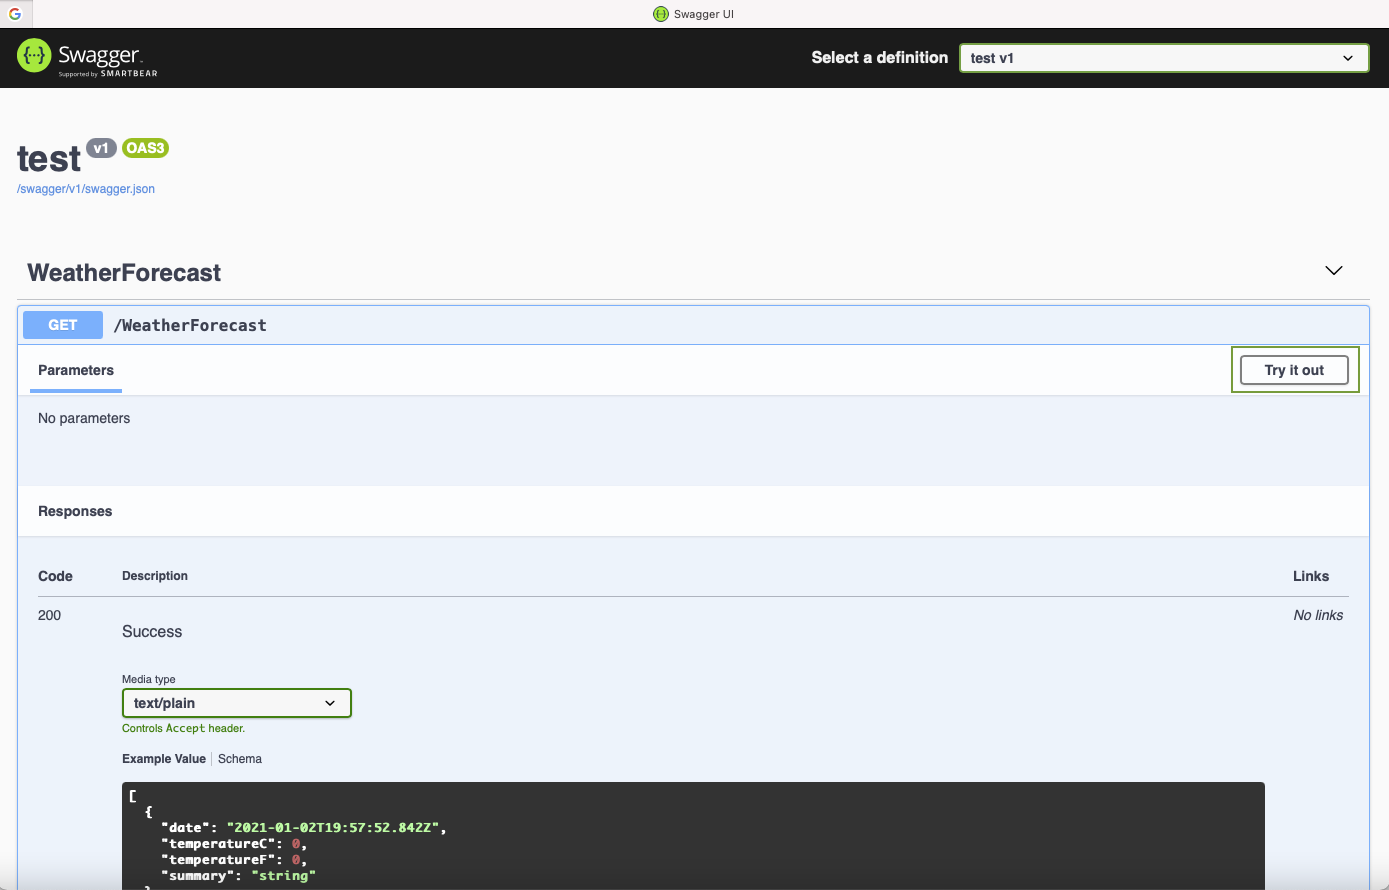 Swagger UI
Swagger
Supported by SMARTBEAR
Select a definition
test v1
test v1 OAS3
/swagger/v1/swagger.json
WeatherForecast
GET /WeatherForecast
Parameters
Try it out
No parameters
Responses
Code Description Links
200
Success
No links
Media type
text/plain
Controls Accept header.
Example Value Schema
[
{
"date": "2021-01-02T19:57:52.842Z",
"temperatureC": 0,
"temperatureF": 0,
"summary": "string"